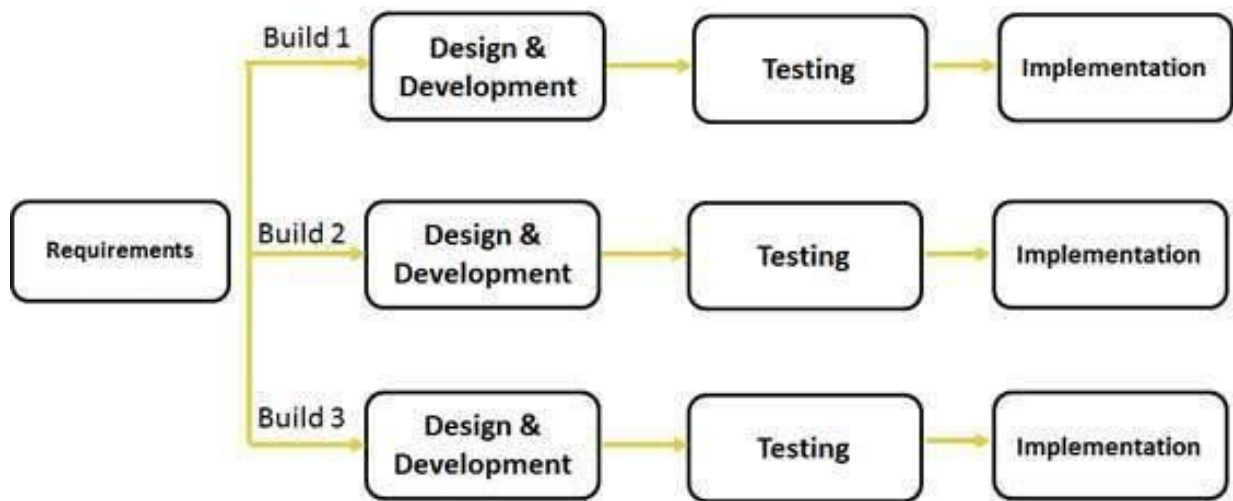 Build 1
Design &
Development
Testing
Implementation
Requirements
Build 2
Design &
Development
Testing
Implementation
Build 3
Design &
Development
Testing
Implementation